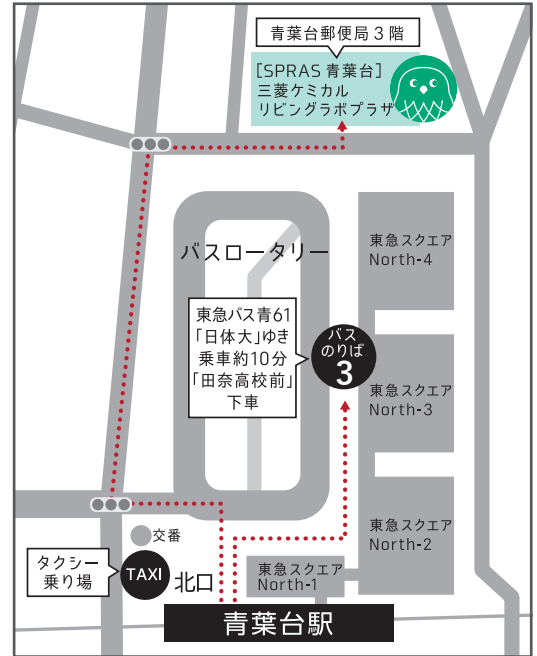 青葉台郵便局3階
[SPRAS 青葉台]
三菱ケミカル
リビングラボプラザ
バスロータリー
東急スクエア
North-4
東急バス青61
「日体大」ゆき
乗車約10分
「田奈高校前」
下車
バス
のりば
3
東急スクエア
North-3
東急スクエア
North-2
交番
タクシー
乗り場
TAXI
北口
東急スクエア
North-1
青葉台駅